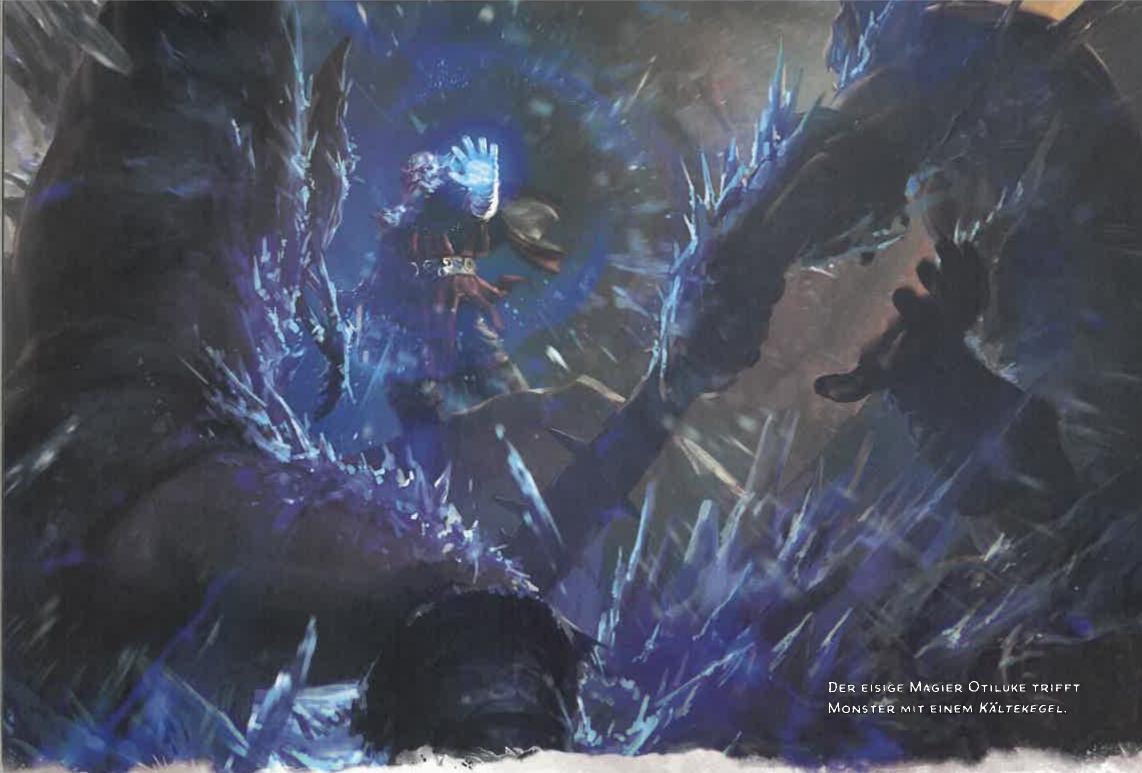 Der eisige Magier Otiluke trifft
Monster mit einem Kältekegel.